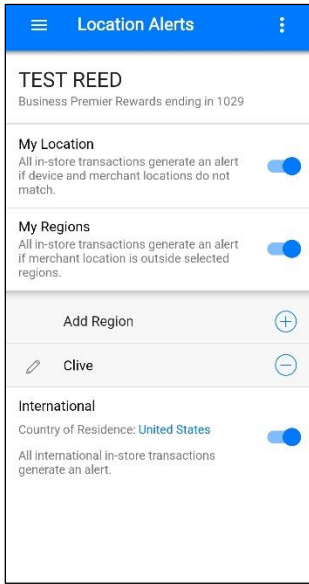 Location Alerts
TEST REED
Business Premier Rewards ending in 1029
My Location
All in-store transactions generate an alert
if device and merchant locations do not
match.
My Regions
All in-store transactions generate an alert
if merchant location is outside selected
regions.
Add Region
Clive
International
Country of Residence: United States
All international in-store transactions
generate an alert.